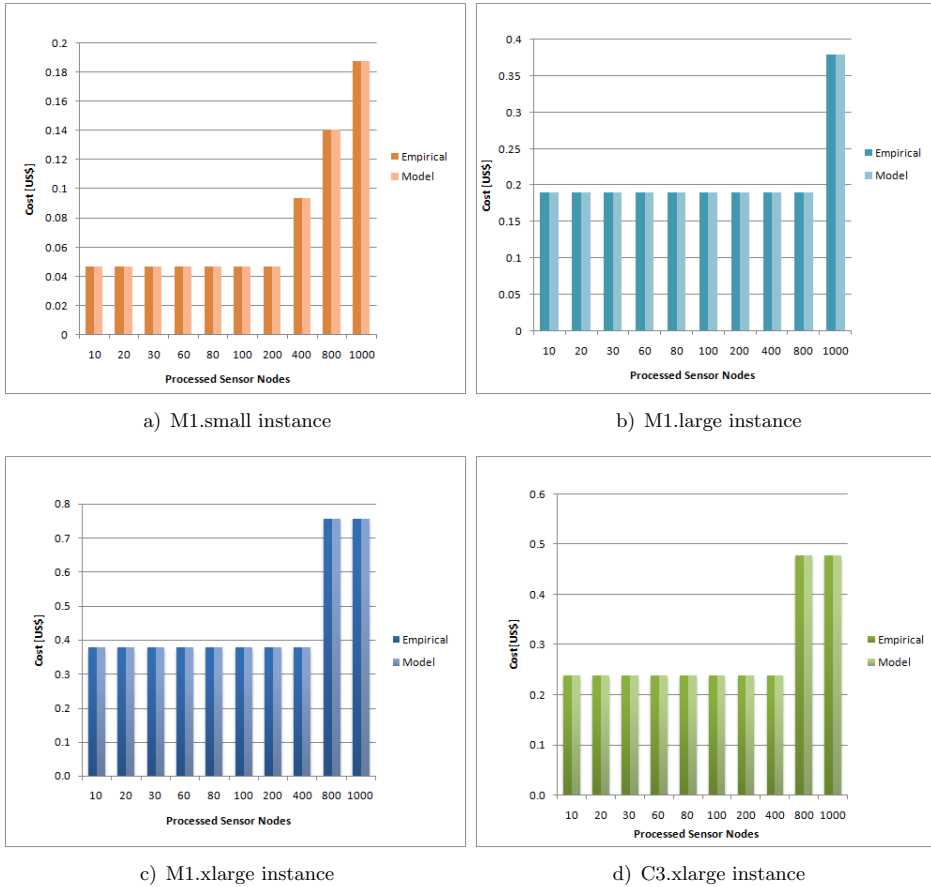 0.2
0.18
0.16
0.14
0.12
0.1
0.08
0.06
0.04
0.02
0
Cost [US$]
10 20 30 60 80 100 200 400 800 1000
Processed Sensor Nodes
Empirical
Model
a) M1.small instance
0.4
0.35
0.3
0.25
0.2
0.15
0.1
0.05
0
Cost [US$]
10 20 30 60 80 100 200 400 800 1000
Processed Sensor Nodes
Empirical
Model
b) M1.large instance
0.8
0.7
0.6
0.5
0.4
0.3
0.2
0.1
0.0
Cost [US$]
10 20 30 60 80 100 200 400 800 1000
Processed Sensor Nodes
Empirical
Model
c) M1.xlarge instance
0.6
0.5
0.4
0.3
0.2
0.1
0.0
Cost[US$]
10 20 30 60 80 100 200 400 800 1000
Processed Sensor Nodes
Empirical
Model
d) C3.xlarge instance